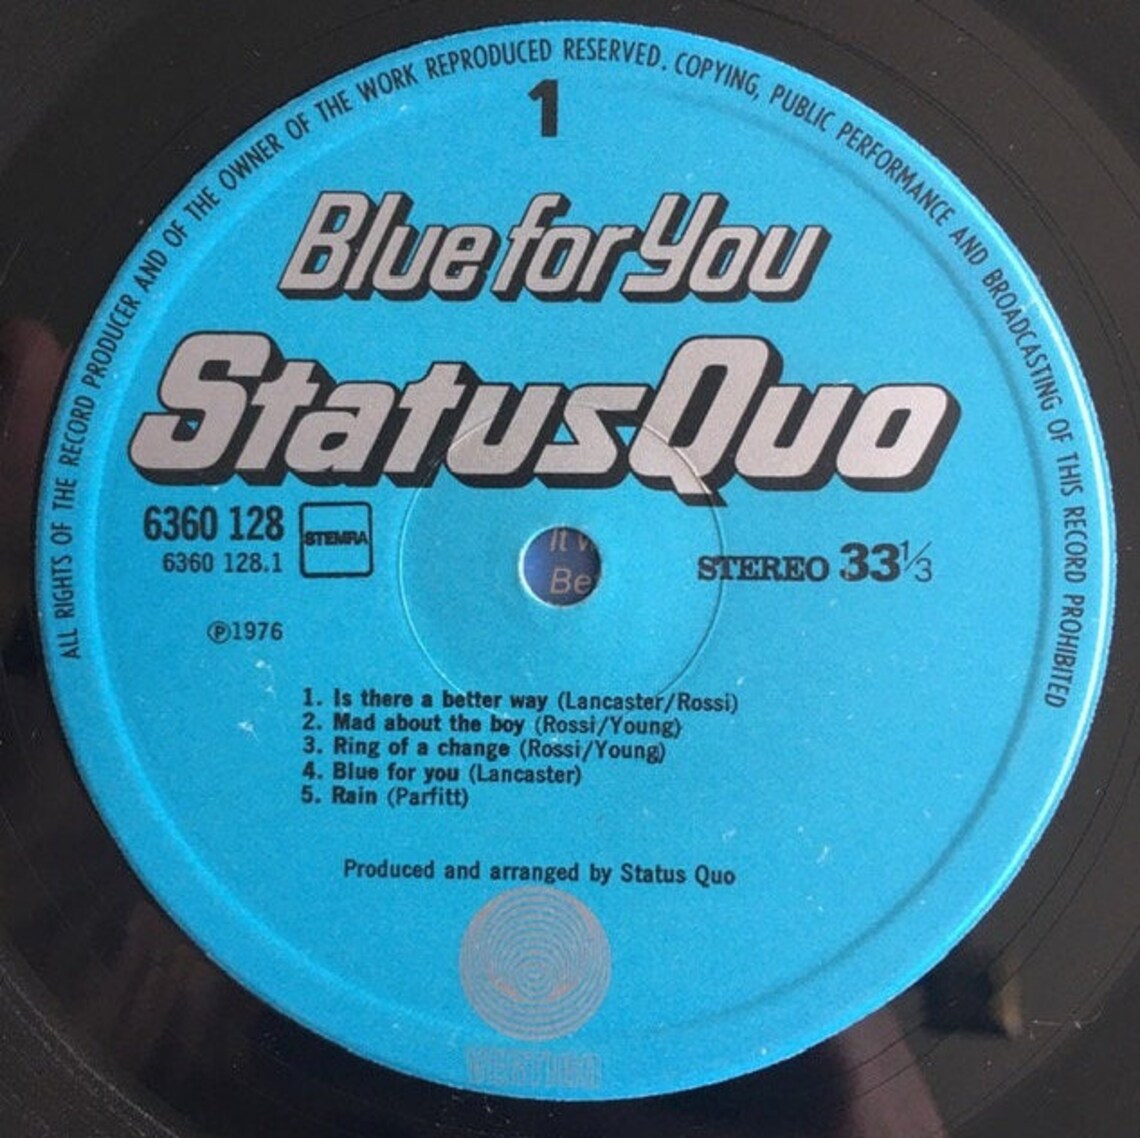 ALL RIGHTS OF THE RECORD PRODUCER AND OF THE OWNER OF THE WORK REPRODUCED RESERVED. COPYING, PUBLIC PERFORMANCE AND BROADCASTING OF THIS RECORD PROHIBITED
1
Blue for You
Status Quo
6360 128
STEMRA
6360 128.1
STEREO 33⅓
℗1976
It
Be
1. Is there a better way (Lancaster/Rossi)
2. Mad about the boy (Rossi/Young)
3. Ring of a change (Rossi/Young)
4. Blue for you (Lancaster)
5. Rain (Parfitt)
Produced and arranged by Status Quo
VERTIGO